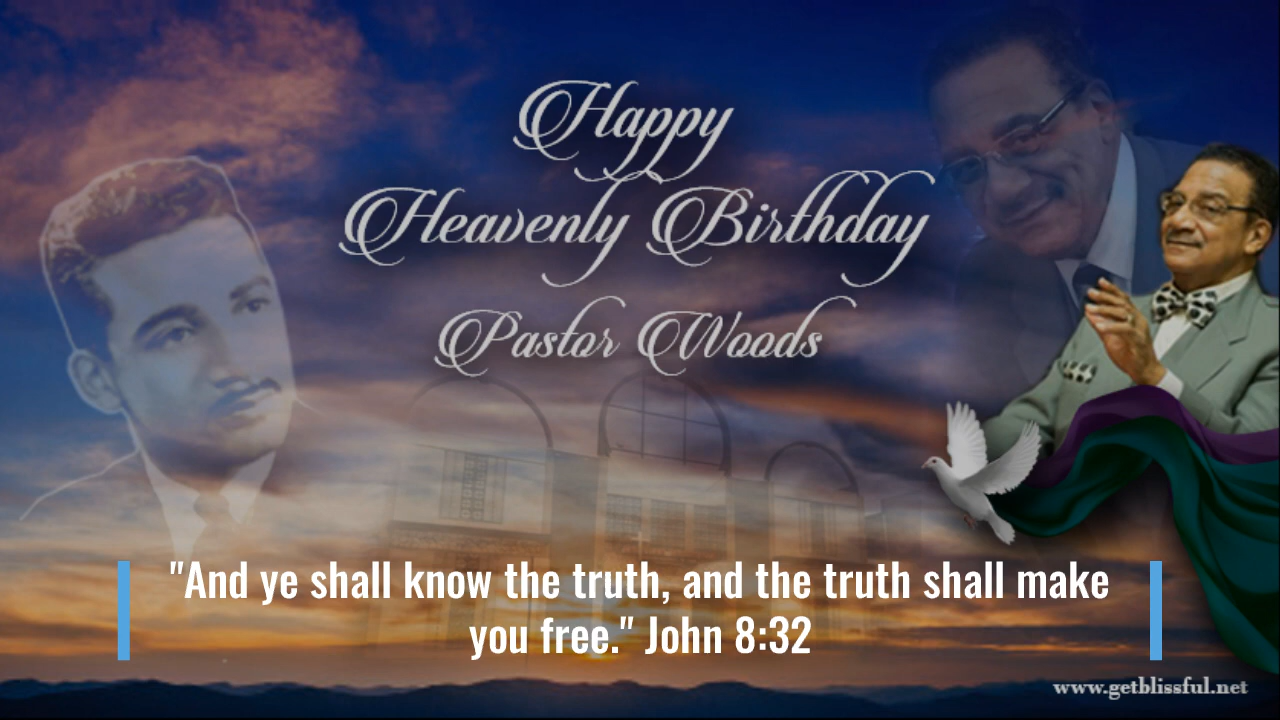 Happy
Heavenly Birthday
Pastor Woods
"And ye shall know the truth, and the truth shall make
you free." John 8:32
www.getblissful.net